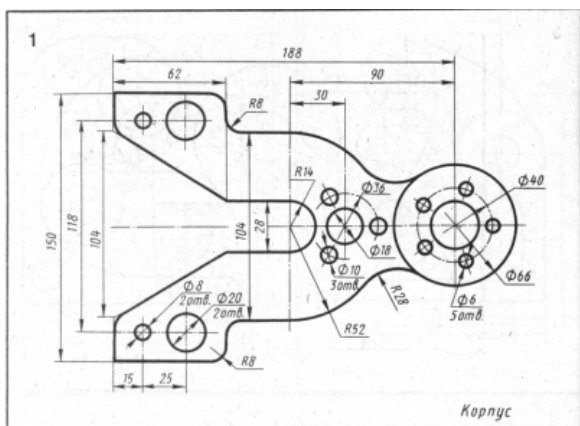 1
188
62
90
30
R8
R14
Ф36
Ф40
150
118
104
104
28
Ф18
Ф10
3отв.
Ф66
Ф8
2отв.
Ф20
2отв.
R28
Ф6
5отв.
R52
R8
15
25
Корпус